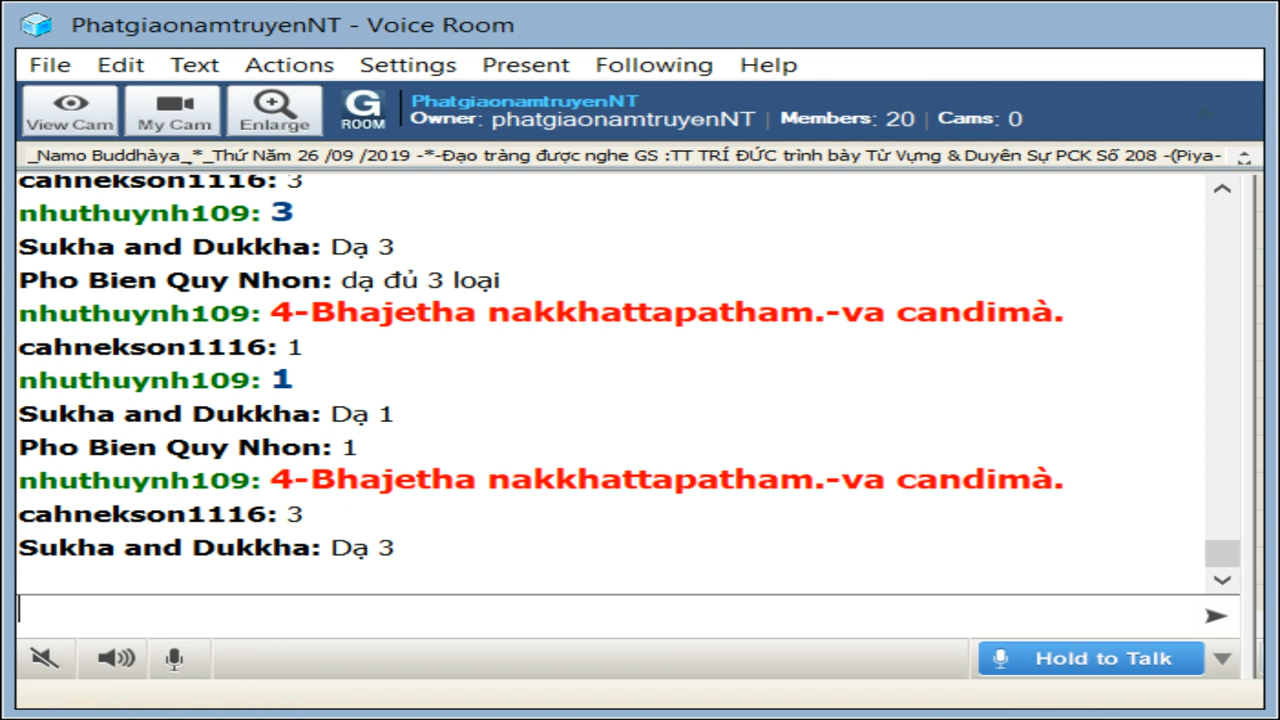 PhatgiaonamtruyenNT - Voice Room
File Edit Text Actions Settings Present Following Help
View Cam My Cam Enlarge G ROOM
PhatgiaonamtruyenNT
Owner: phatgiaonamtruyenNT | Members: 20 | Cams: 0
_Namo Buddhàya_*_Thứ Năm 26 /09 /2019 -*-Đạo tràng được nghe GS :TT TRÍ ĐỨC trình bày Từ Vựng & Duyên Sự PCK Số 208 -(Piya-
cahnekson1116: 3
nhuthuynh109: 3
Sukha and Dukkha: Dạ 3
Pho Bien Quy Nhon: dạ đủ 3 loại
nhuthuynh109: 4-Bhajetha nakkhattapatham.-va candimà.
cahnekson1116: 1
nhuthuynh109: 1
Sukha and Dukkha: Dạ 1
Pho Bien Quy Nhon: 1
nhuthuynh109: 4-Bhajetha nakkhattapatham.-va candimà.
cahnekson1116: 3
Sukha and Dukkha: Dạ 3
Hold to Talk